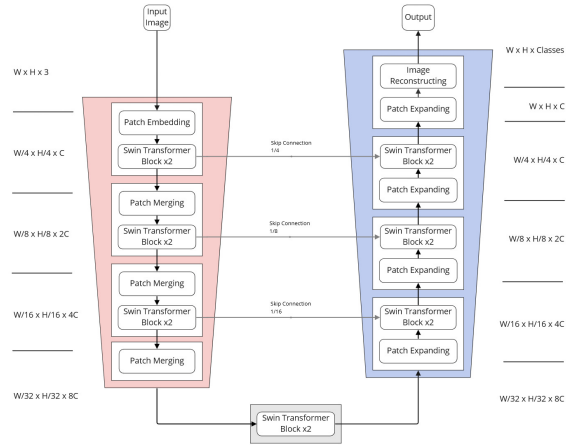 Input
Image
Output
W x H x 3
W x H x Classes
Image
Reconstructing
Patch Expanding
W x H x C
Patch Embedding
Swin Transformer
Block x2
W/4 x H/4 x C
Skip Connection
1/4
Swin Transformer
Block x2
Patch Expanding
W/4 x H/4 x C
Patch Merging
Swin Transformer
Block x2
W/8 x H/8 x 2C
Skip Connection
1/8
Swin Transformer
Block x2
Patch Expanding
W/8 x H/8 x 2C
Patch Merging
Swin Transformer
Block x2
W/16 x H/16 x 4C
Skip Connection
1/16
Swin Transformer
Block x2
Patch Expanding
W/16 x H/16 x 4C
Patch Merging
W/32 x H/32 x 8C
Swin Transformer
Block x2
W/32 x H/32 x 8C